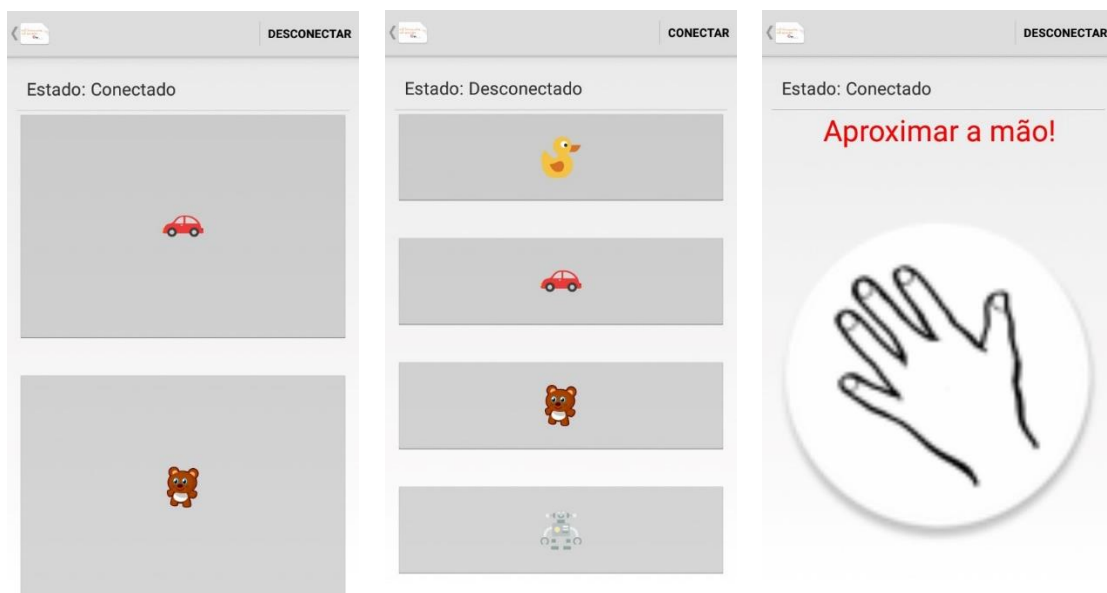 DESCONECTAR
Estado: Conectado
CONECTAR
Estado: Desconectado
DESCONECTAR
Estado: Conectado
Aproximar a mão!